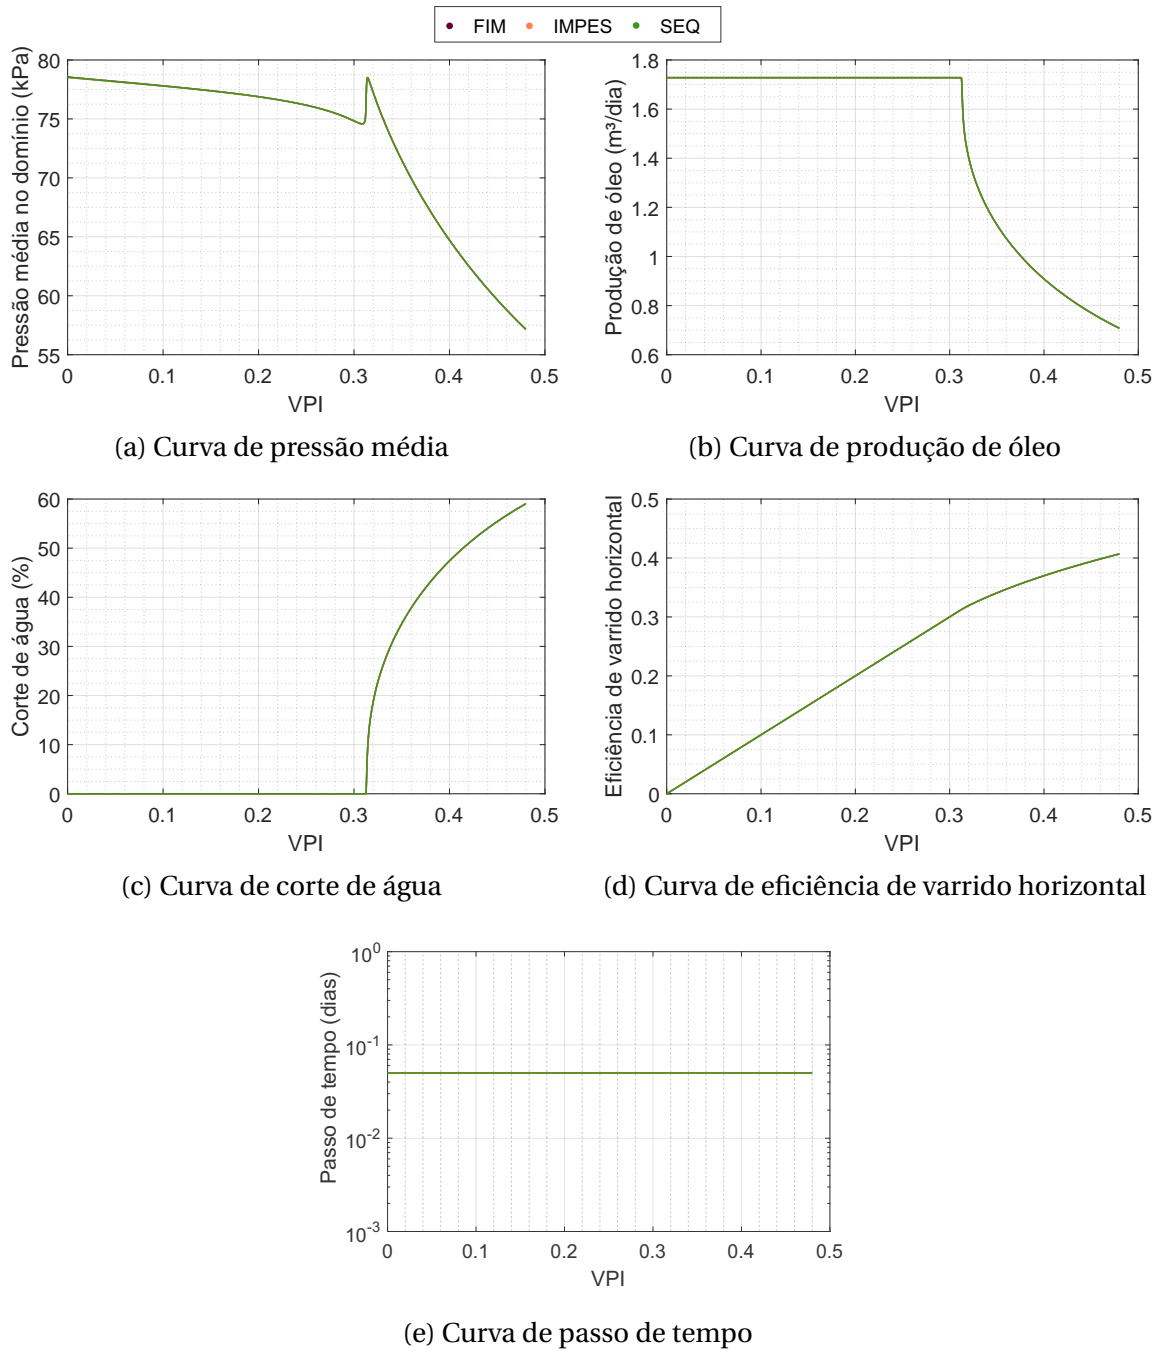 FIM IMPES SEQ
80
75
70
65
60
55
0 0.1 0.2 0.3 0.4 0.5
VPI
Pressão média no domínio (kPa)
(a) Curva de pressão média
1.8
1.6
1.4
1.2
1
0.8
0.6
0 0.1 0.2 0.3 0.4 0.5
VPI
Produção de óleo (m³/dia)
(b) Curva de produção de óleo
60
50
40
30
20
10
0
0 0.1 0.2 0.3 0.4 0.5
VPI
Corte de água (%)
(c) Curva de corte de água
0.5
0.4
0.3
0.2
0.1
0
0 0.1 0.2 0.3 0.4 0.5
VPI
Eficiência de varrido horizontal
(d) Curva de eficiência de varrido horizontal
10⁰
10⁻¹
10⁻²
10⁻³
0 0.1 0.2 0.3 0.4 0.5
VPI
Passo de tempo (dias)
(e) Curva de passo de tempo